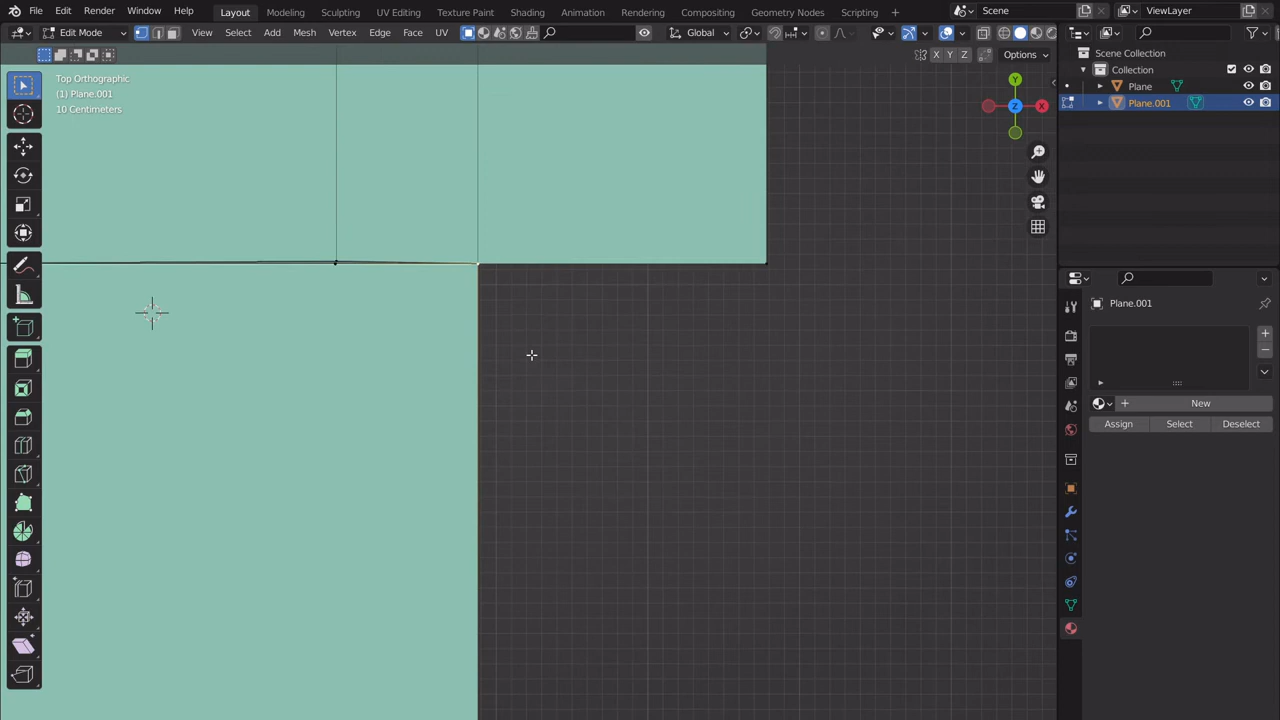 File Edit Render Window Help Layout Modeling Sculpting UV Editing Texture Paint Shading Animation Rendering Compositing Geometry Nodes Scripting Scene ViewLayer
Edit Mode View Select Add Mesh Vertex Edge Face UV Global
X Y Z Options
Top Orthographic
(1) Plane.001
10 Centimeters
Y
Z X
Scene Collection
Collection
Plane
Plane.001
Plane.001
New
Assign Select Deselect